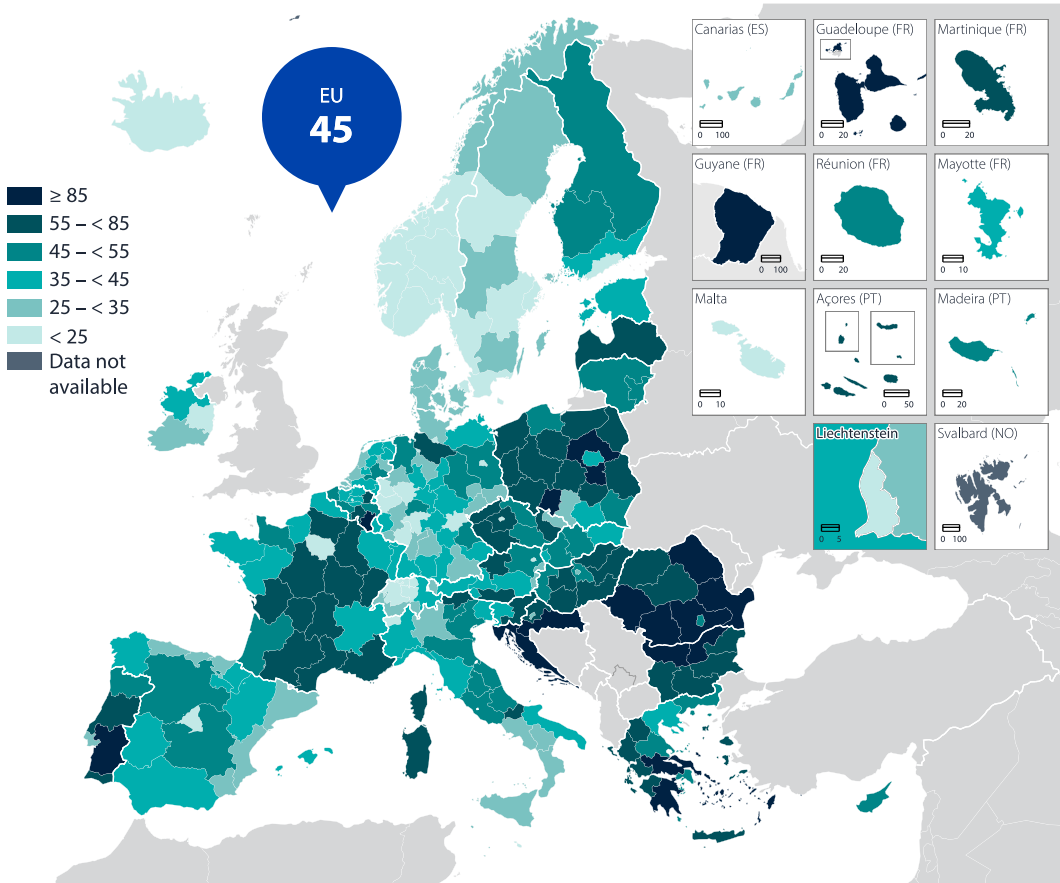 EU
45
≥ 85
55 – < 85
45 – < 55
35 – < 45
25 – < 35
< 25
Data not
available
Canarias (ES)
0 100
Guadeloupe (FR)
0 20
Martinique (FR)
0 20
Guyane (FR)
0 100
Réunion (FR)
0 20
Mayotte (FR)
0 10
Malta
0 10
Açores (PT)
0 50
Madeira (PT)
0 20
Liechtenstein
0 5
Svalbard (NO)
0 100